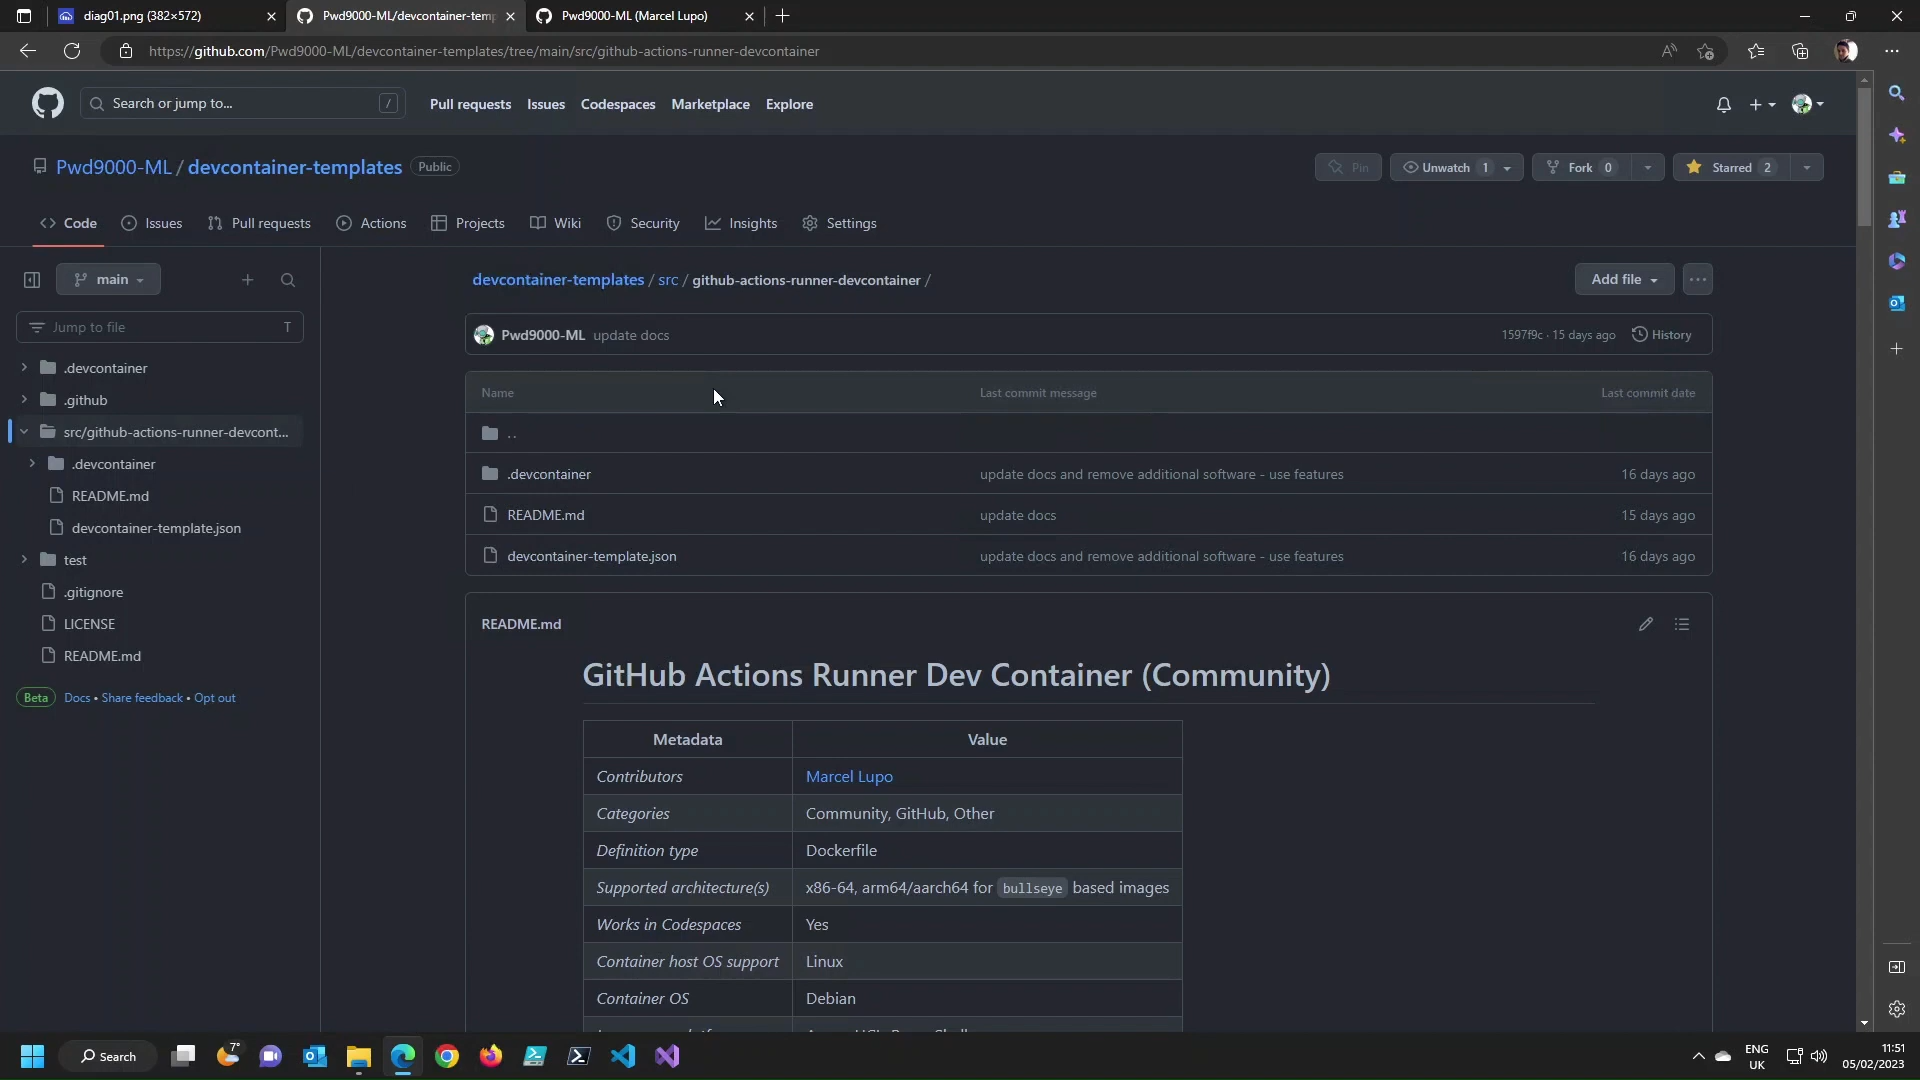 diag01.png (382×572)
Pwd9000-ML/devcontainer-temp
Pwd9000-ML (Marcel Lupo)
https://github.com/Pwd9000-ML/devcontainer-templates/tree/main/src/github-actions-runner-devcontainer
Search or jump to... /
Pull requests Issues Codespaces Marketplace Explore
Pwd9000-ML / devcontainer-templates Public
Pin Unwatch 1 Fork 0 Starred 2
Code Issues Pull requests Actions Projects Wiki Security Insights Settings
main
Jump to file T
.devcontainer
.github
src/github-actions-runner-devcont...
.devcontainer
README.md
devcontainer-template.json
test
.gitignore
LICENSE
README.md
Beta Docs • Share feedback • Opt out
devcontainer-templates / src / github-actions-runner-devcontainer /
Add file
Pwd9000-ML update docs 1597f9c · 15 days ago History
Name Last commit message Last commit date
..
.devcontainer update docs and remove additional software - use features 16 days ago
README.md update docs 15 days ago
devcontainer-template.json update docs and remove additional software - use features 16 days ago
README.md
GitHub Actions Runner Dev Container (Community)
Metadata Value
Contributors Marcel Lupo
Categories Community, GitHub, Other
Definition type Dockerfile
Supported architecture(s) x86-64, arm64/aarch64 for bullseye based images
Works in Codespaces Yes
Container host OS support Linux
Container OS Debian
Search
7°
ENG
UK
11:51
05/02/2023